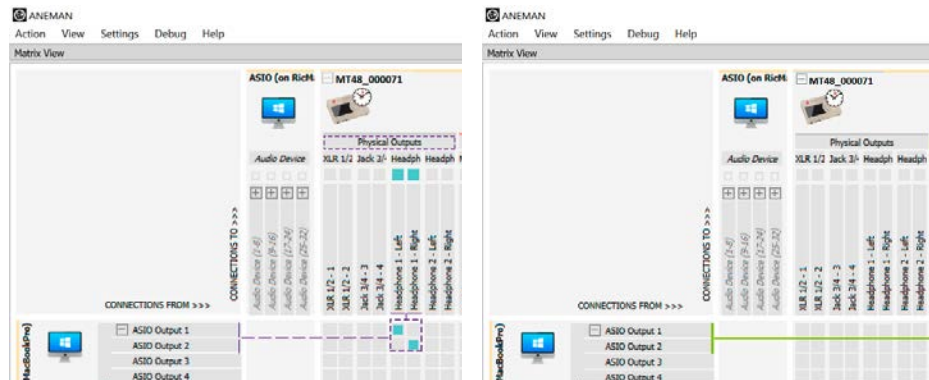 ANEMAN
Action View Settings Debug Help
Matrix View
ASIO (on RicM
MT48_000071
Physical Outputs
Audio Device
XLR 1/2 Jack 3/4 Headph Headph
CONNECTIONS TO >>>
Audio Device (1-8)
Audio Device (9-16)
Audio Device (17-24)
Audio Device (25-32)
XLR 1/2 - 1
XLR 1/2 - 2
Jack 3/4 - 3
Jack 3/4 - 4
Headphone 1 - Left
Headphone 1 - Right
Headphone 2 - Left
Headphone 2 - Right
CONNECTIONS FROM >>>
MacBookPro)
ASIO Output 1
ASIO Output 2
ASIO Output 3
ASIO Output 4
ANEMAN
Action View Settings Debug Help
Matrix View
ASIO (on RicM
MT48_000071
Physical Outputs
Audio Device
XLR 1/2 Jack 3/4 Headph Headph
CONNECTIONS TO >>>
Audio Device (1-8)
Audio Device (9-16)
Audio Device (17-24)
Audio Device (25-32)
XLR 1/2 - 1
XLR 1/2 - 2
Jack 3/4 - 3
Jack 3/4 - 4
Headphone 1 - Left
Headphone 1 - Right
Headphone 2 - Left
Headphone 2 - Right
CONNECTIONS FROM >>>
MacBookPro)
ASIO Output 1
ASIO Output 2
ASIO Output 3
ASIO Output 4